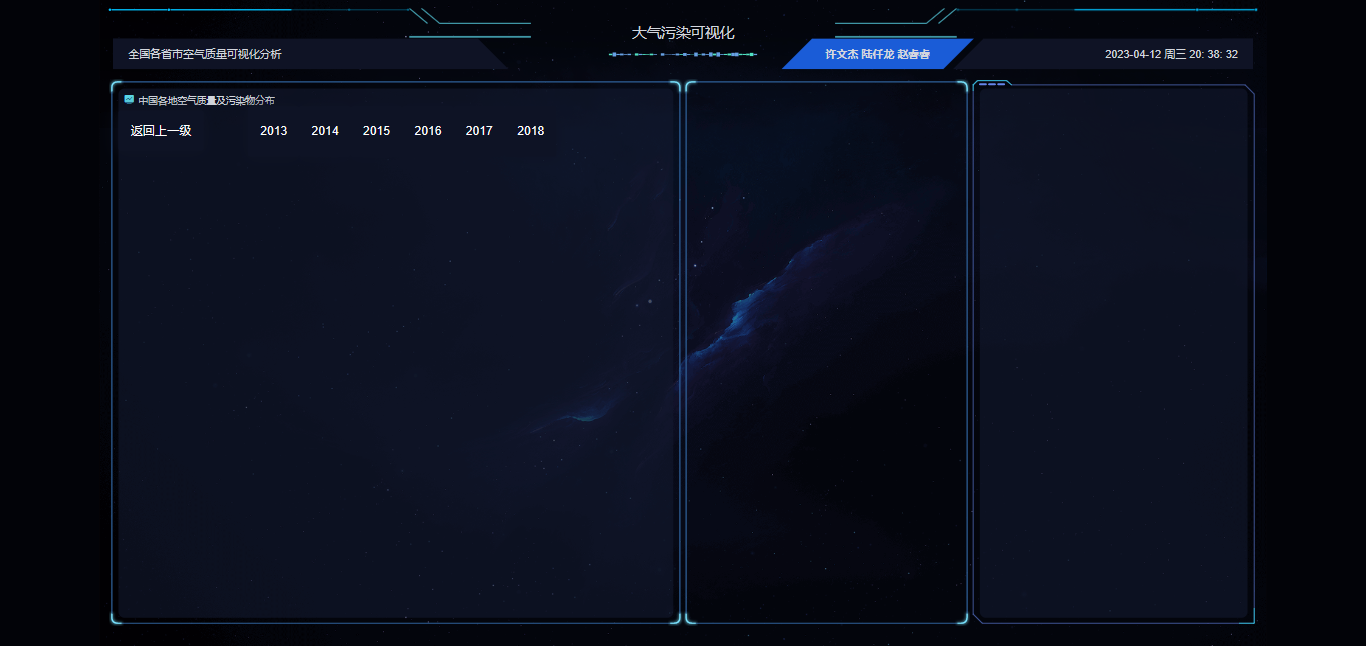 大气污染可视化
全国各省市空气质量可视化分析
许文杰 陆仟龙 赵睿睿
2023-04-12 周三 20: 38: 32
中国各地空气质量及污染物分布
返回上一级 2013 2014 2015 2016 2017 2018